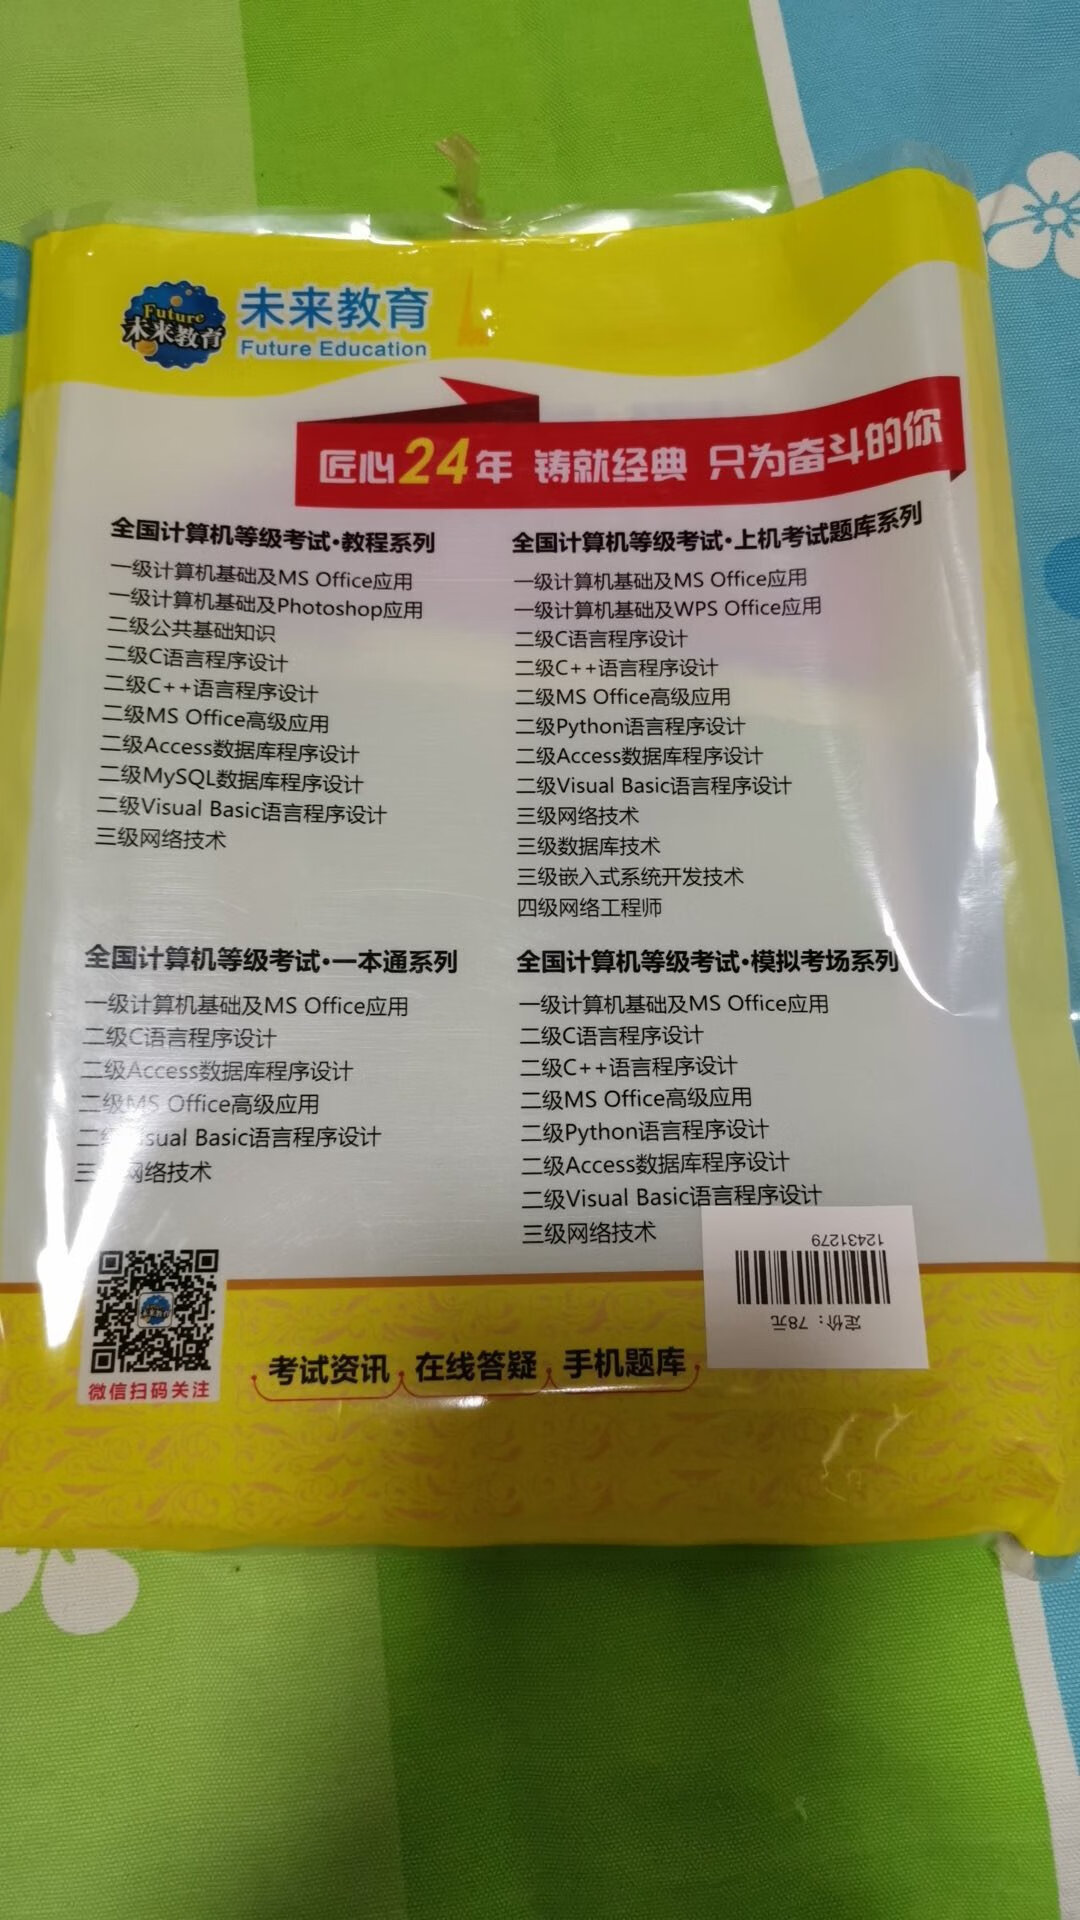 Future
未来教育
未来教育
Future Education
匠心24年 铸就经典 只为奋斗的你
全国计算机等级考试·教程系列
一级计算机基础及MS Office应用
一级计算机基础及Photoshop应用
二级公共基础知识
二级C语言程序设计
二级C++语言程序设计
二级MS Office高级应用
二级Access数据库程序设计
二级MySQL数据库程序设计
二级Visual Basic语言程序设计
三级网络技术
全国计算机等级考试·上机考试题库系列
一级计算机基础及MS Office应用
一级计算机基础及WPS Office应用
二级C语言程序设计
二级C++语言程序设计
二级MS Office高级应用
二级Python语言程序设计
二级Access数据库程序设计
二级Visual Basic语言程序设计
三级网络技术
三级数据库技术
三级嵌入式系统开发技术
四级网络工程师
全国计算机等级考试·一本通系列
一级计算机基础及MS Office应用
二级C语言程序设计
二级Access数据库程序设计
二级MS Office高级应用
二级Visual Basic语言程序设计
三级网络技术
全国计算机等级考试·模拟考场系列
一级计算机基础及MS Office应用
二级C语言程序设计
二级C++语言程序设计
二级MS Office高级应用
二级Python语言程序设计
二级Access数据库程序设计
二级Visual Basic语言程序设计
三级网络技术
定价：78元
12431279
未来教育
微信扫码关注
考试资讯 在线答疑 手机题库